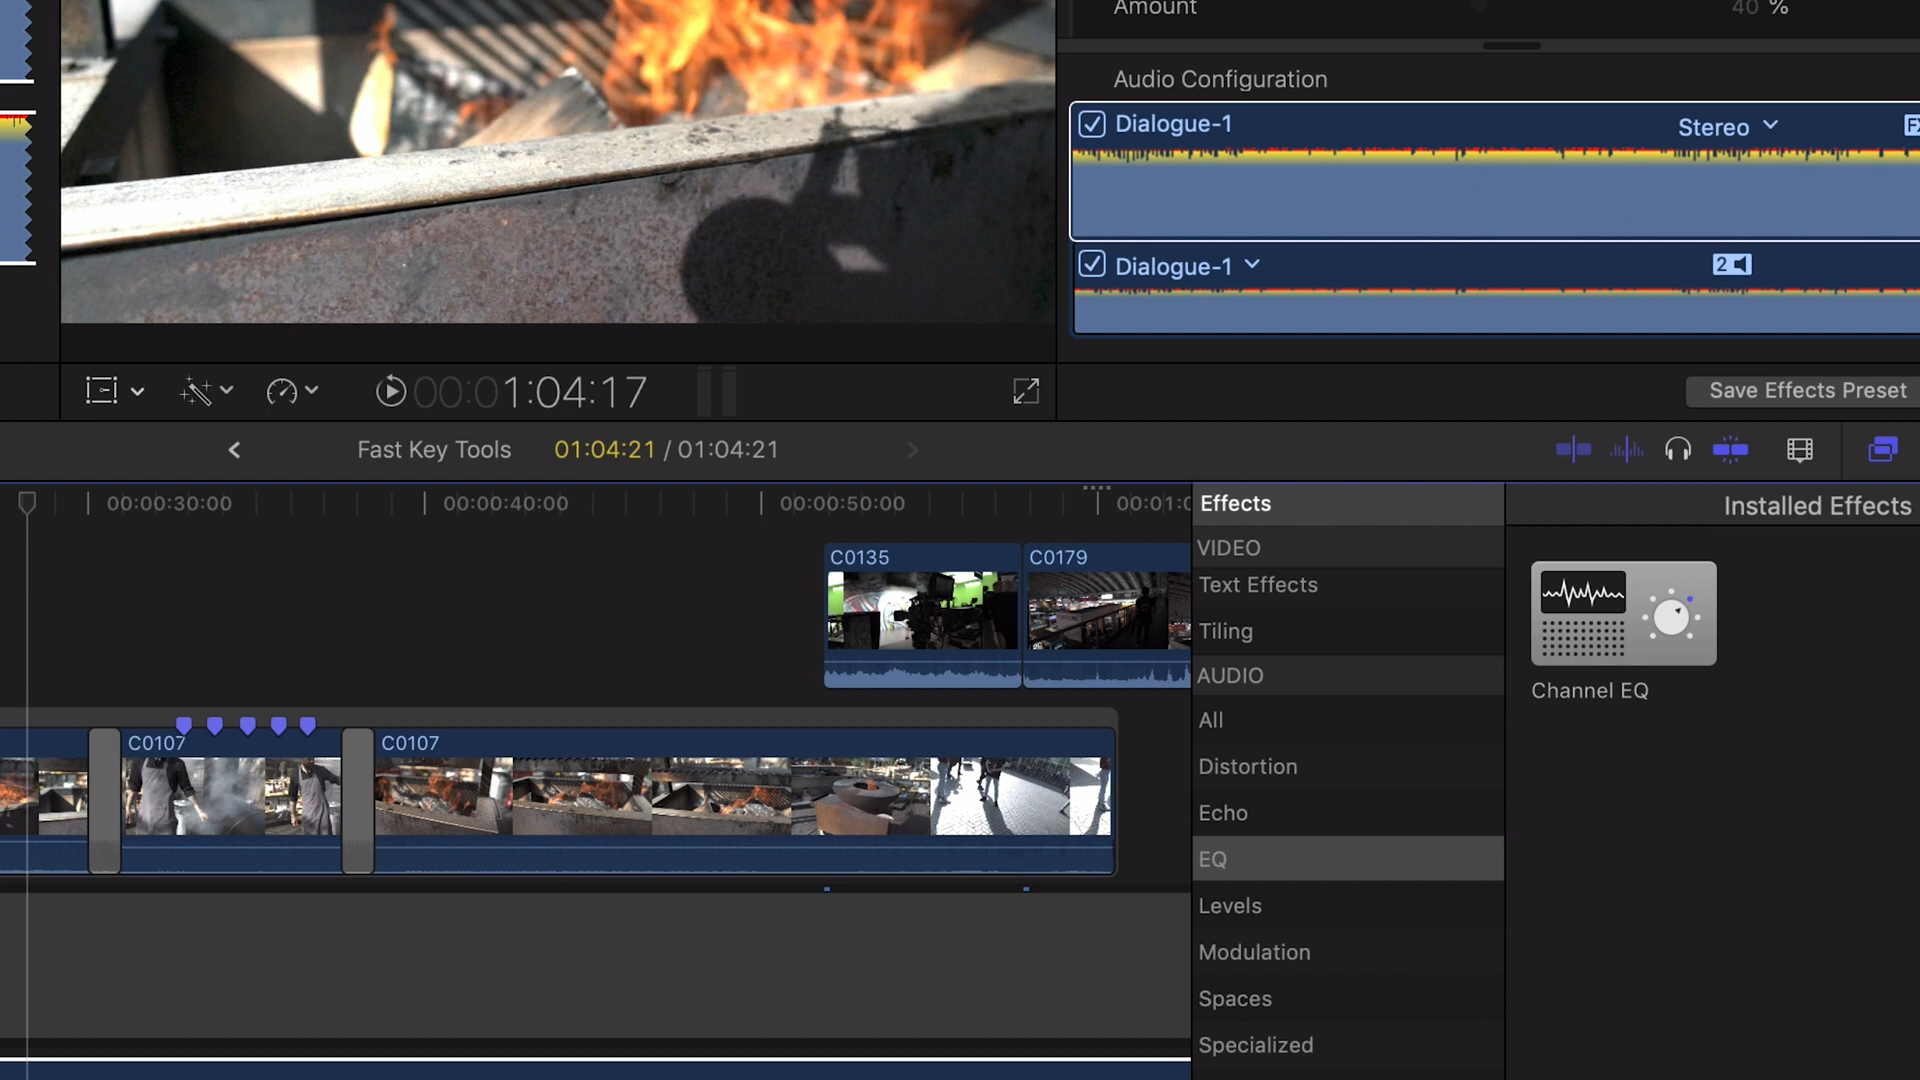 Amount
40 %
Audio Configuration
Dialogue-1
Stereo
Dialogue-1
2
00:01:04:17
Save Effects Preset
Fast Key Tools
01:04:21 / 01:04:21
00:00:30:00
00:00:40:00
00:00:50:00
00:01:0
Effects
Installed Effects
VIDEO
Text Effects
Tiling
AUDIO
All
Distortion
Echo
EQ
Levels
Modulation
Spaces
Specialized
Channel EQ
C0135
C0179
C0107
C0107